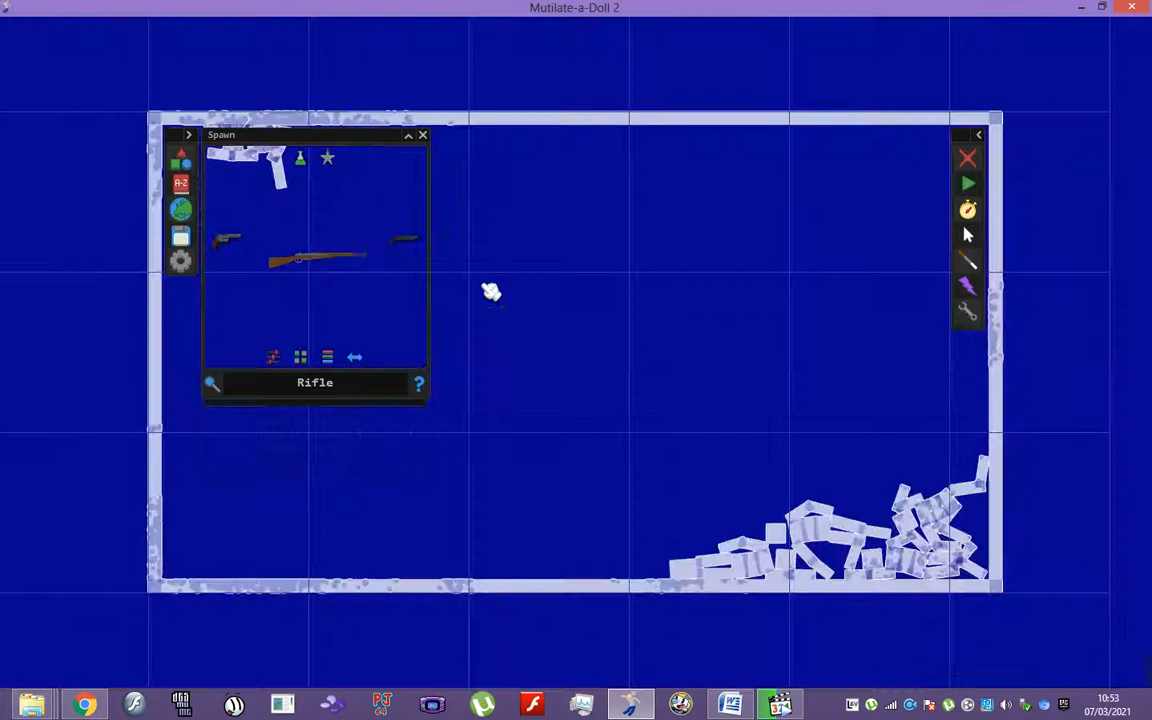 Mutilate-a-Doll 2
Spawn
A-Z
Rifle
?
10:53
07/03/2021